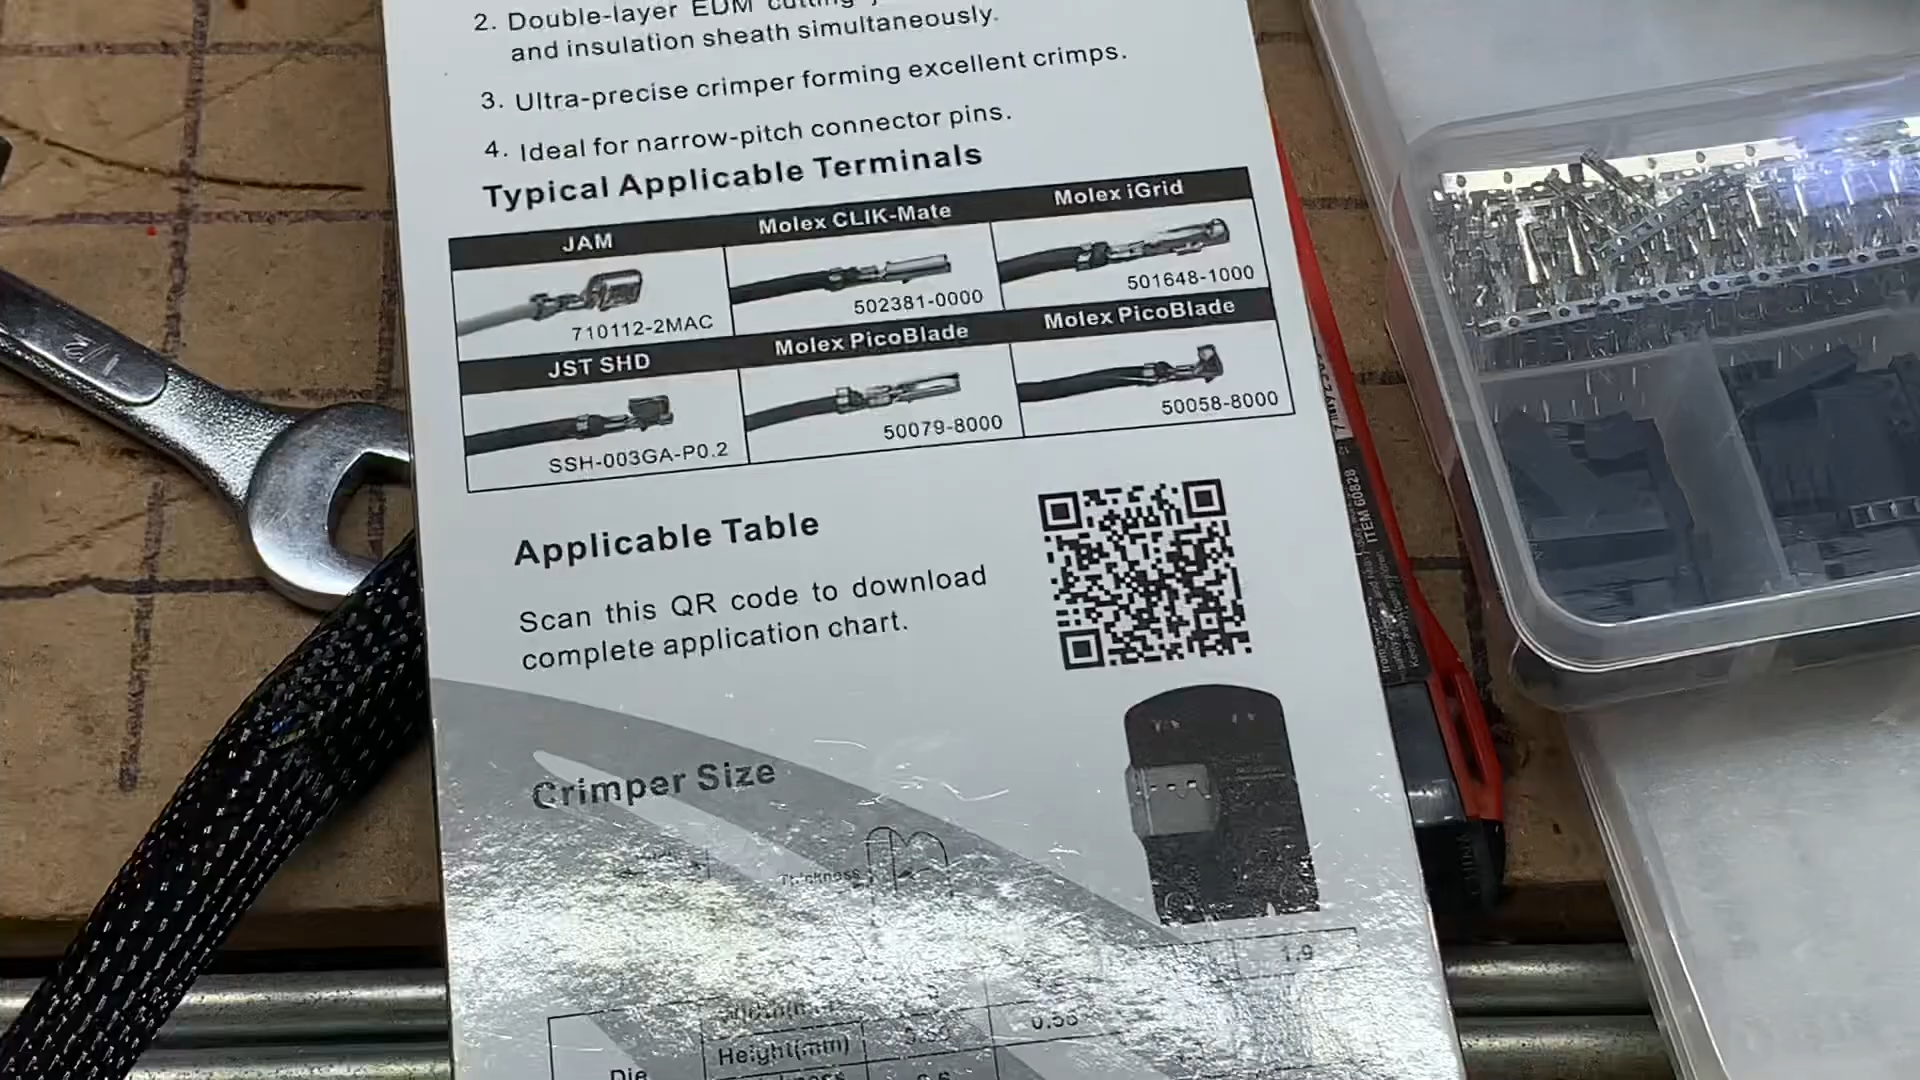 2. Double-layer EDM cutting
and insulation sheath simultaneously.
3. Ultra-precise crimper forming excellent crimps.
4. Ideal for narrow-pitch connector pins.
Typical Applicable Terminals
JAM
Molex CLIK-Mate
Molex iGrid
710112-2MAC
502381-0000
501648-1000
JST SHD
Molex PicoBlade
Molex PicoBlade
SSH-003GA-P0.2
50079-8000
50058-8000
Applicable Table
Scan this QR code to download
complete application chart.
Crimper Size
Thickness
1.9
Height(mm)
Die
1/2
ITEM 60828